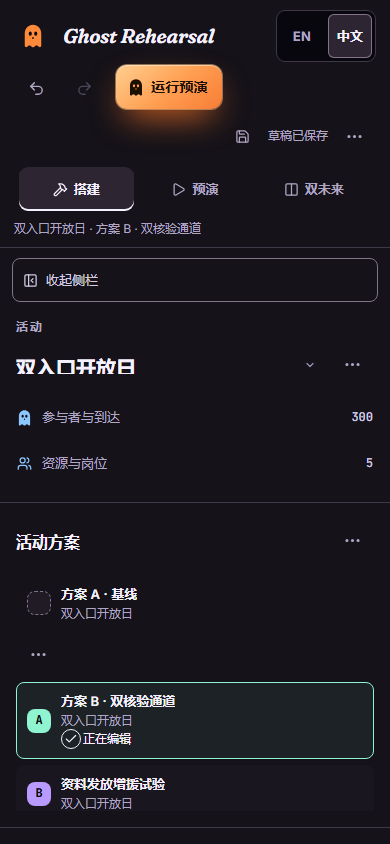 Ghost Rehearsal
EN
中文
运行预演
草稿已保存
搭建
预演
双未来
双入口开放日 · 方案 B · 双核验通道
收起侧栏
活动
双入口开放日
参与者与到达
300
资源与岗位
5
活动方案
方案 A · 基线
双入口开放日
A
方案 B · 双核验通道
双入口开放日
正在编辑
B
资料发放增援试验
双入口开放日